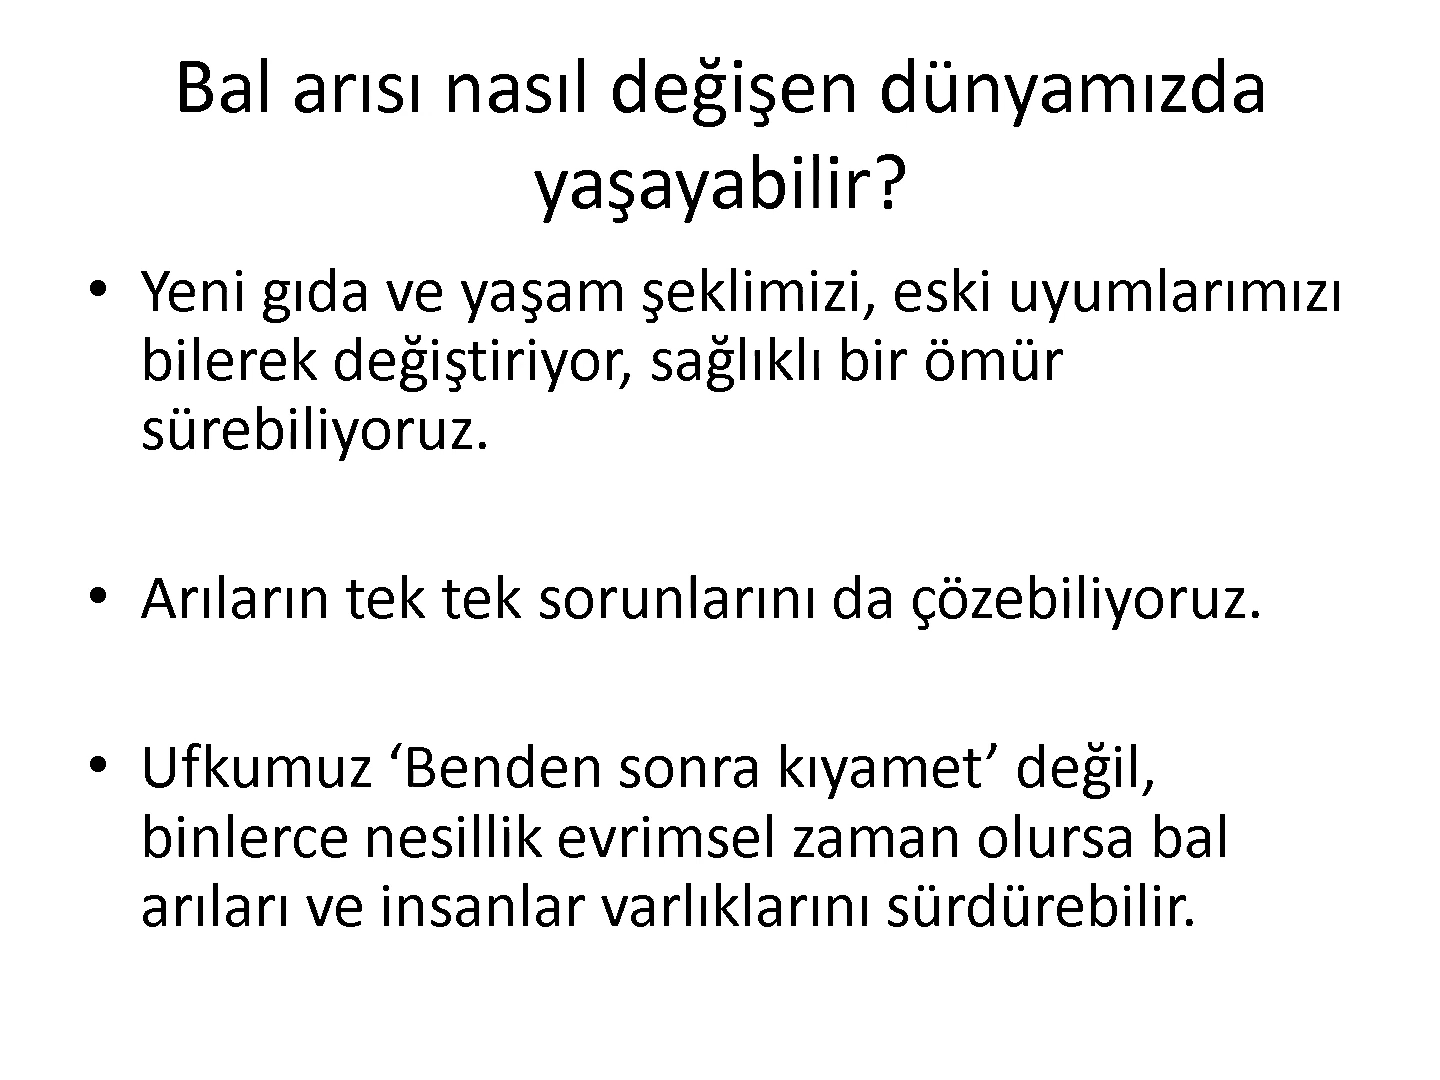 Bal arısı nasıl değişen dünyamızda
yaşayabilir?
• Yeni gıda ve yaşam şeklimizi, eski uyumlarımızı
bilerek değiştiriyor, sağlıklı bir ömür
sürebiliyoruz.
• Arıların tek tek sorunlarını da çözebiliyoruz.
• Ufkumuz ‘Benden sonra kıyamet’ değil,
binlerce nesillik evrimsel zaman olursa bal
arıları ve insanlar varlıklarını sürdürebilir.